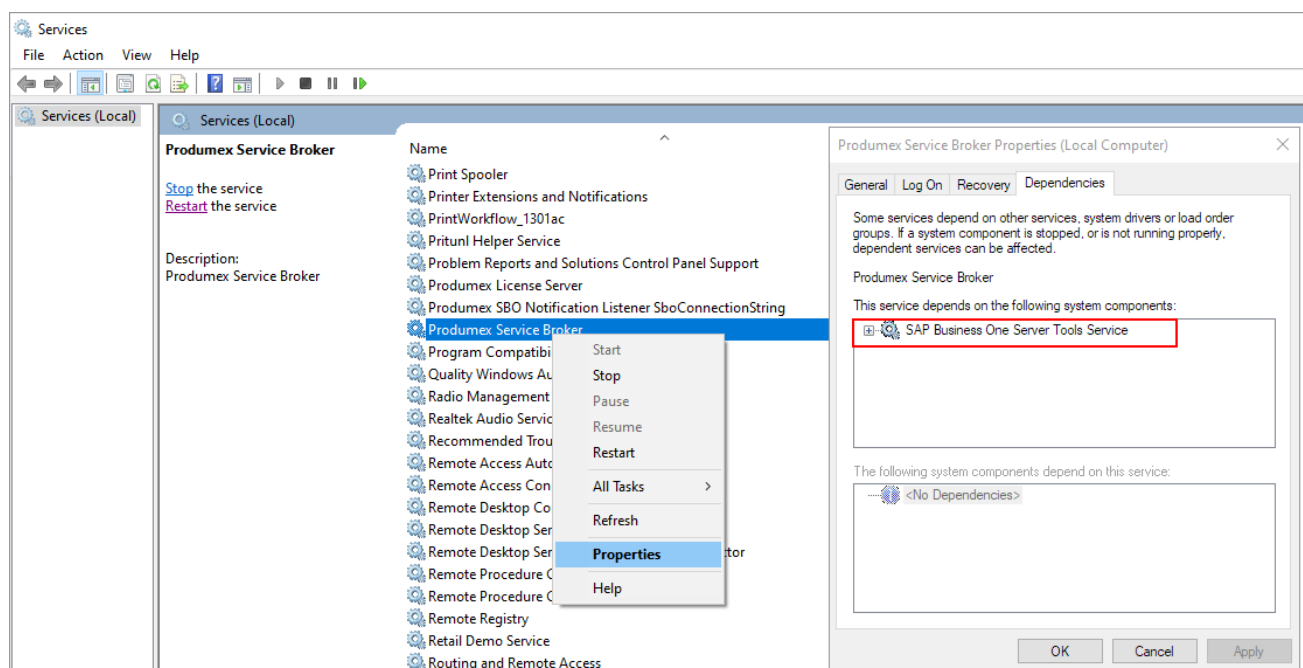 Services
File Action View Help
Services (Local)
Services (Local)
Produmex Service Broker
Stop the service
Restart the service
Description:
Produmex Service Broker
Name
Print Spooler
Printer Extensions and Notifications
PrintWorkflow_1301ac
Pritunl Helper Service
Problem Reports and Solutions Control Panel Support
Produmex License Server
Produmex SBO Notification Listener SboConnectionString
Produmex Service Broker
Program Compatibi
Quality Windows Au
Radio Management
Realtek Audio Servic
Recommended Trou
Remote Access Auto
Remote Access Con
Remote Desktop Co
Remote Desktop Ser
Remote Desktop Ser tor
Remote Procedure C
Remote Procedure C
Remote Registry
Retail Demo Service
Routing and Remote Access
Start
Stop
Pause
Resume
Restart
All Tasks
Refresh
Properties
Help
Produmex Service Broker Properties (Local Computer)
General Log On Recovery Dependencies
Some services depend on other services, system drivers or load order
groups. If a system component is stopped, or is not running properly,
dependent services can be affected.
Produmex Service Broker
This service depends on the following system components:
SAP Business One Server Tools Service
The following system components depend on this service:
<No Dependencies>
OK Cancel Apply